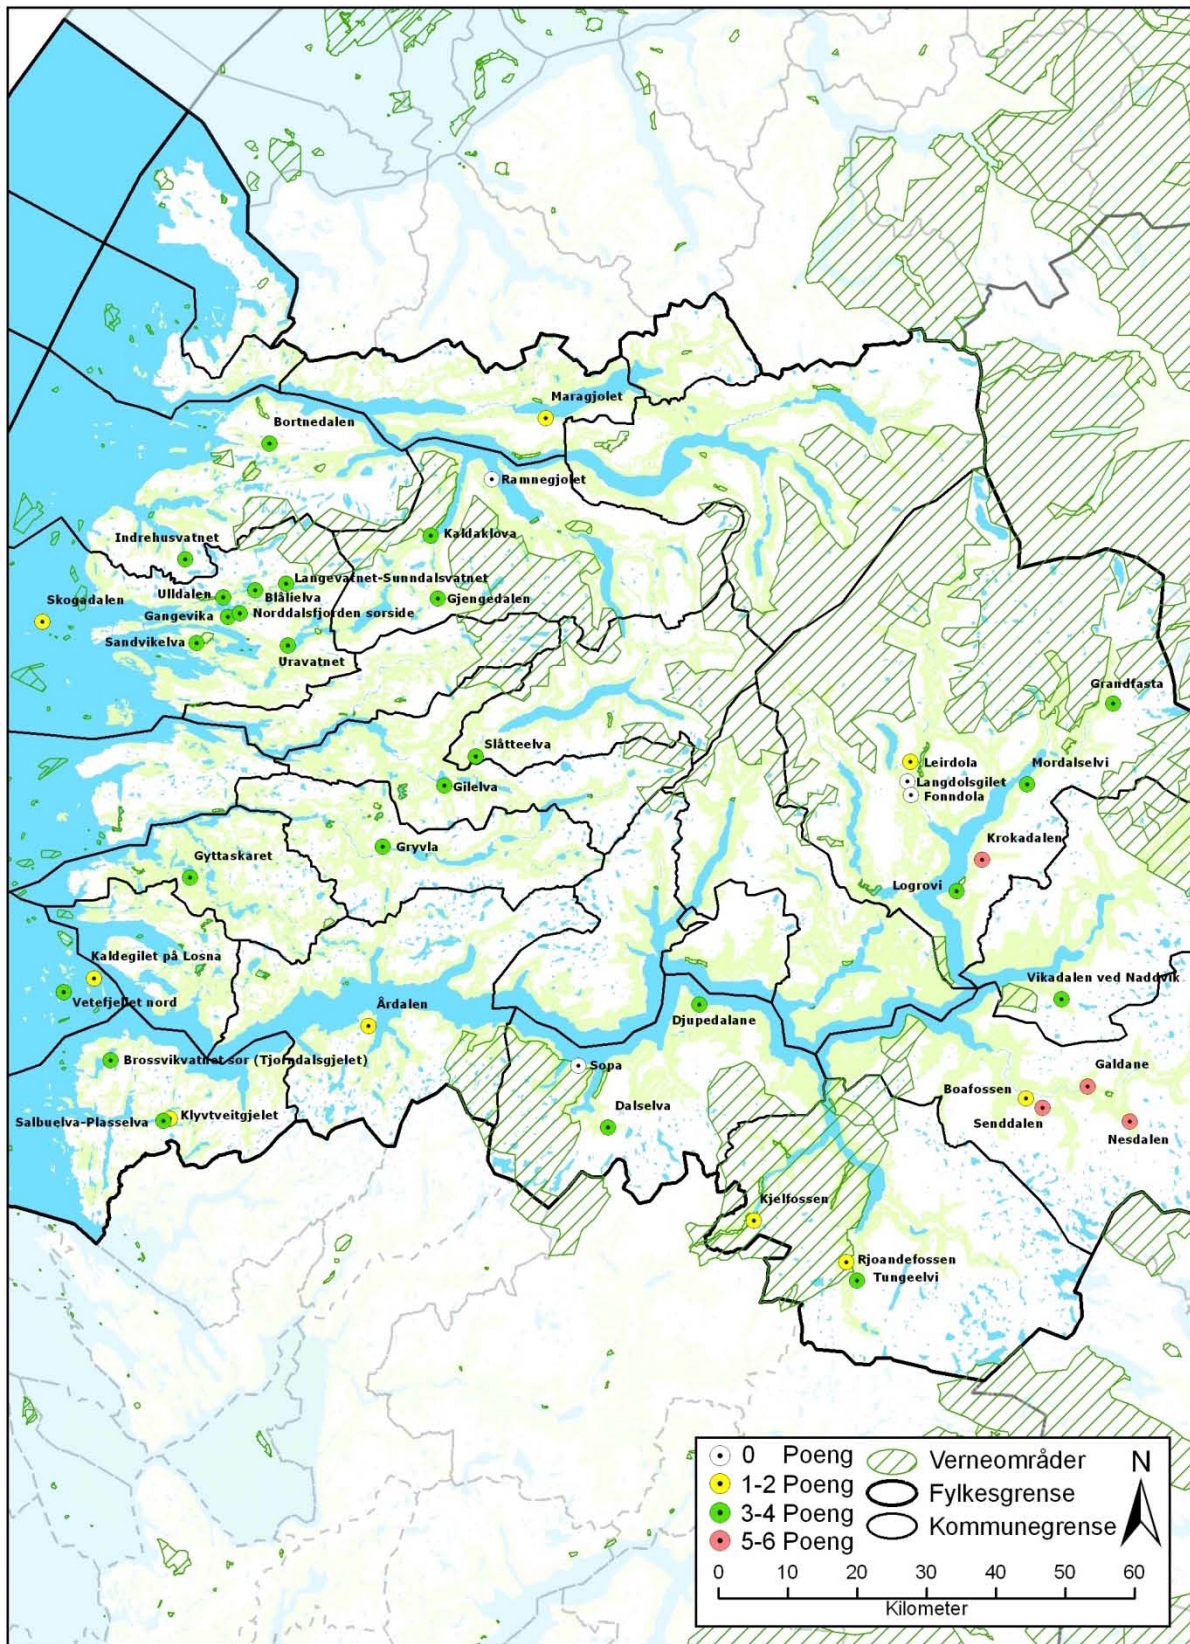 Maragjolet
Bortnedalen
Ramnegjolet
Kaldaklova
Indrehusvatnet
Langevatnet-Sunndalsvatnet
Ulldalen
Blålielva
Gjengedalen
Skogadalen
Norddalsfjorden sorside
Gangevika
Sandvikelva
Uravatnet
Grandfasta
Slåtteelva
Leirdola
Mordalselvi
Langdolsgilet
Gilelva
Fonndola
Krokadalen
Gryvla
Gyttaskaret
Logrovi
Kaldegilet på Losna
Vikadalen ved Naddvik
Vetefjellet nord
Årdalen
Djupedalane
Brossvikvatnet sor (Tjorndalsgjelet)
Sopa
Galdane
Boafossen
Klyvtveitgjelet
Salbuelva-Plasselva
Dalselva
Senddalen
Nesdalen
Kjelfossen
Rjoandefossen
Tungeelvi
0 Poeng
1-2 Poeng
3-4 Poeng
5-6 Poeng
Verneområder
Fylkesgrense
Kommunegrense
N
0 10 20 30 40 50 60
Kilometer